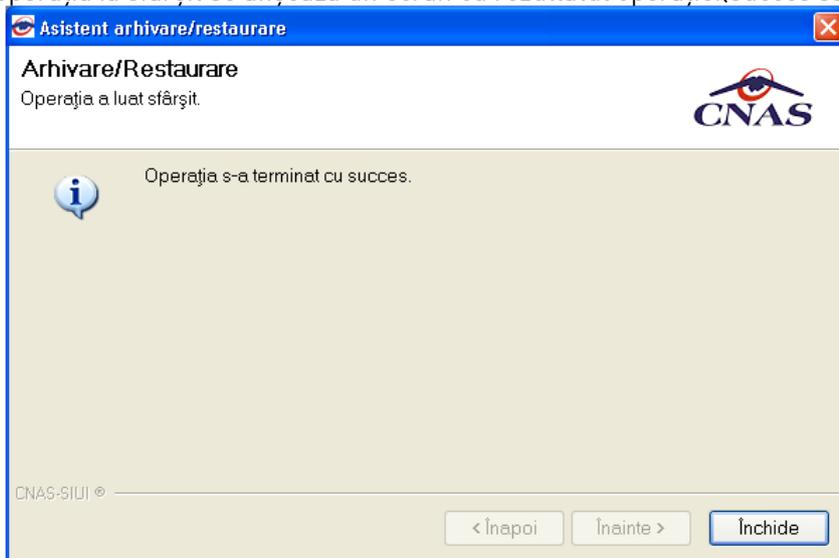 Asistent arhivare/restaurare
Arhivare/Restaurare
Operaţia a luat sfârşit.
CNAS
Operaţia s-a terminat cu succes.
CNAS-SIUI ®
< Înapoi
Înainte >
Închide